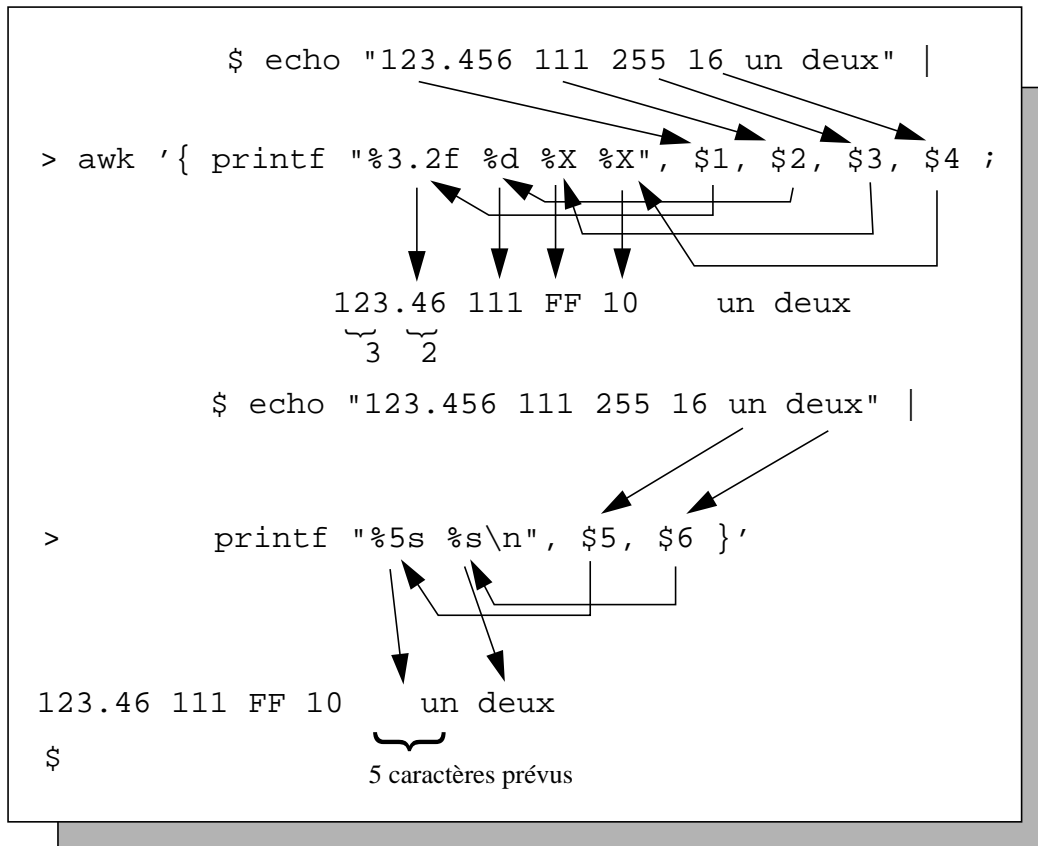 $ echo "123.456 111 255 16 un deux" |
> awk ’{ printf "%3.2f %d %X %X", $1, $2, $3, $4 ;
123.46 111 FF 10 un deux
3 2
$ echo "123.456 111 255 16 un deux" |
> printf "%5s %s\n", $5, $6 }’
123.46 111 FF 10 un deux
$
5 caractères prévus